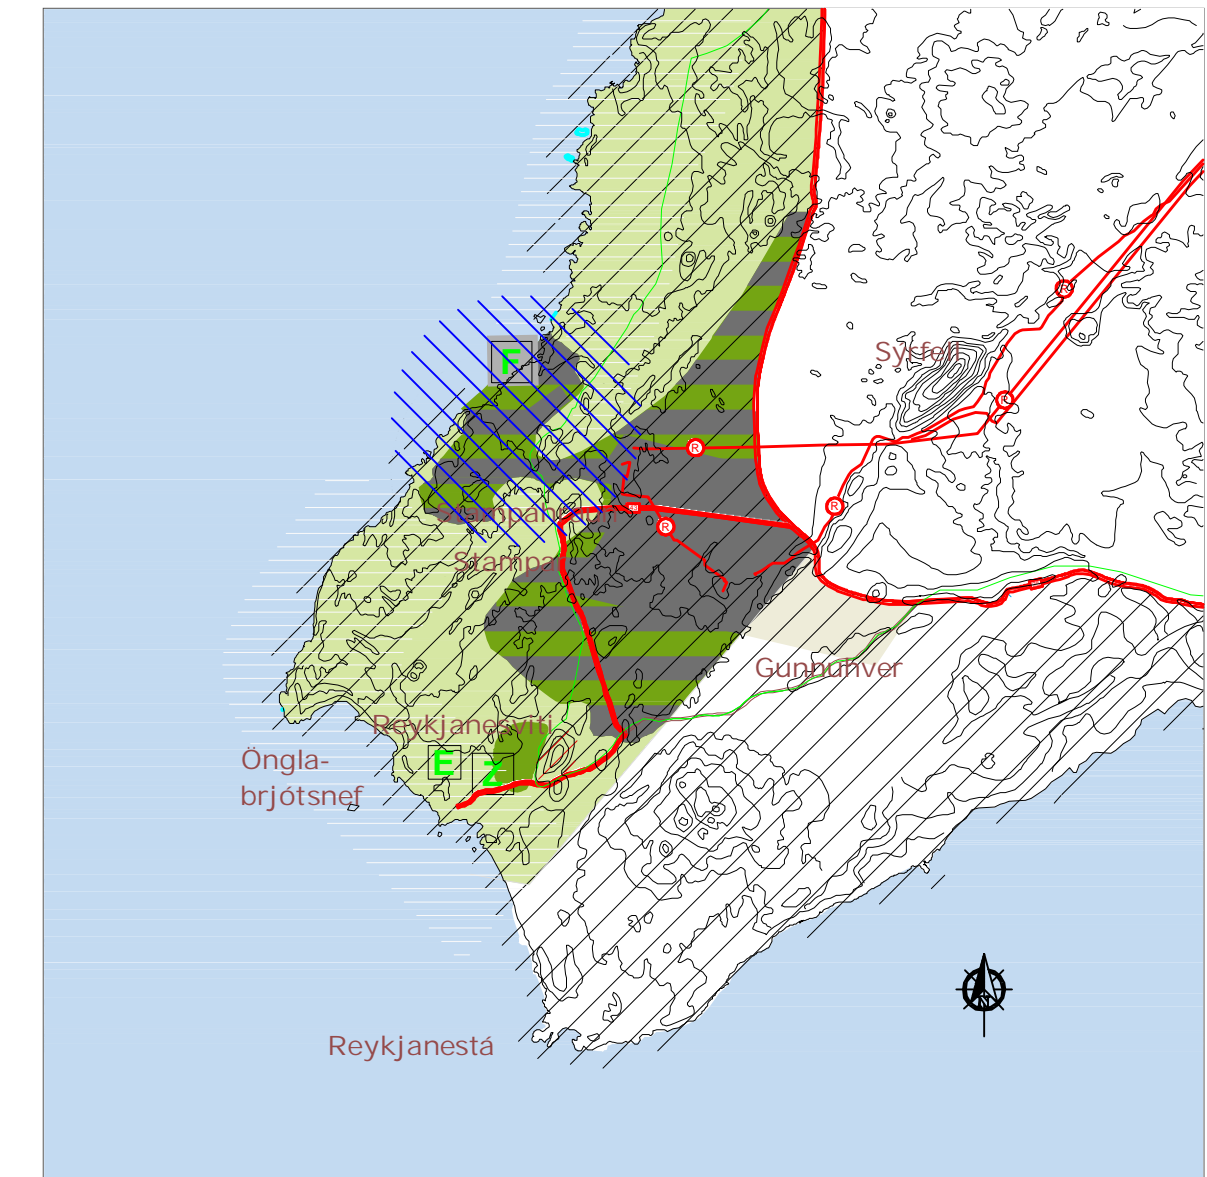 R
Sýrfell
F
R
R
R
R
Stampar
Gunnuhver
Reykjanesviti
E
Z
Öngla-
brjótsnef
Reykjanestá